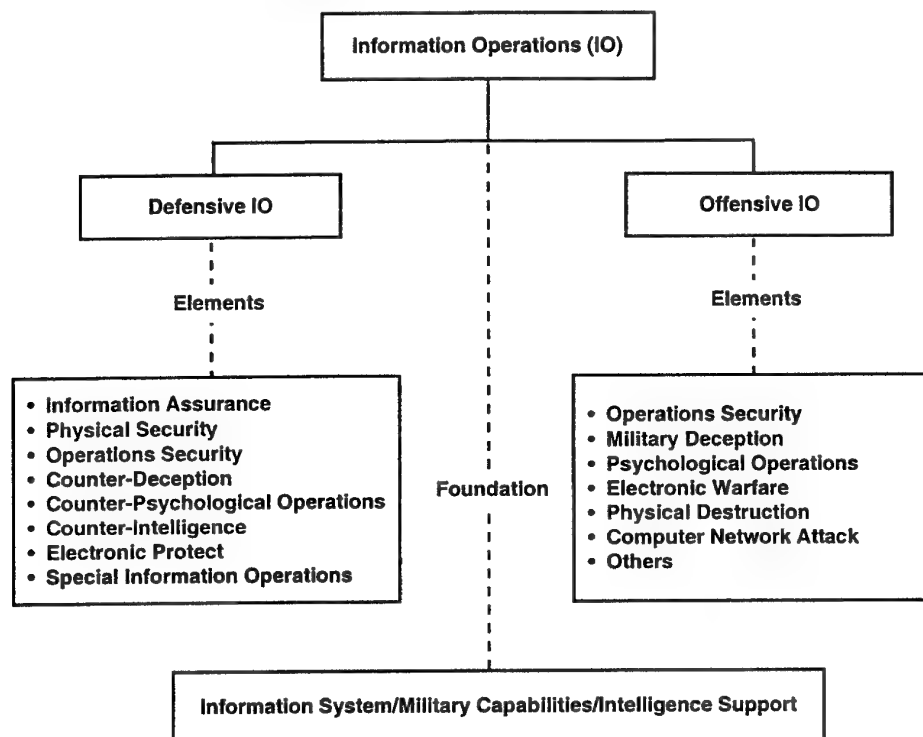 Information Operations (IO)
Defensive IO
Offensive IO
Elements
Elements
• Information Assurance
• Physical Security
• Operations Security
• Counter-Deception
• Counter-Psychological Operations
• Counter-Intelligence
• Electronic Protect
• Special Information Operations
Foundation
• Operations Security
• Military Deception
• Psychological Operations
• Electronic Warfare
• Physical Destruction
• Computer Network Attack
• Others
Information System/Military Capabilities/Intelligence Support